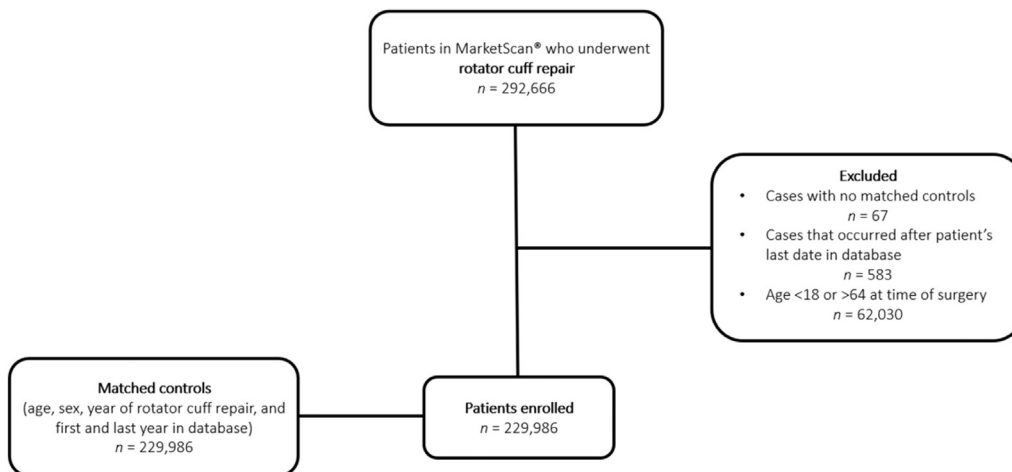 Patients in MarketScan® who underwent
rotator cuff repair
n = 292,666
Excluded
• Cases with no matched controls
n = 67
• Cases that occurred after patient’s
last date in database
n = 583
• Age <18 or >64 at time of surgery
n = 62,030
Matched controls
(age, sex, year of rotator cuff repair, and
first and last year in database)
n = 229,986
Patients enrolled
n = 229,986